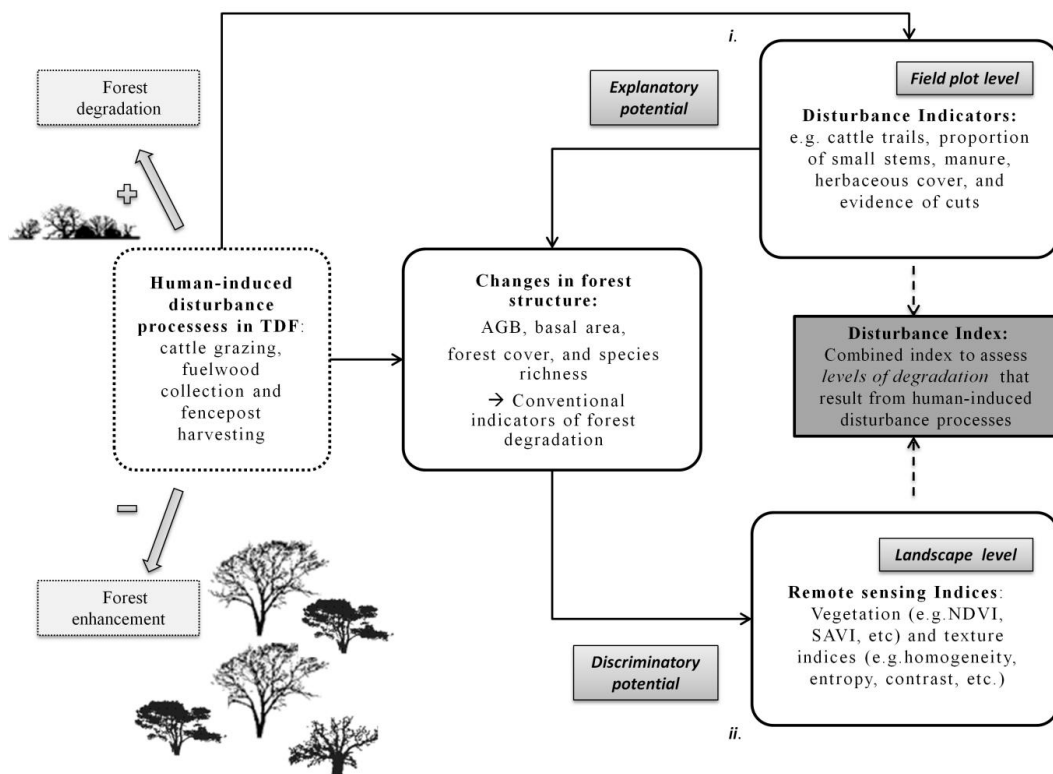 i.
Forest
degradation
Explanatory
potential
Field plot level
Disturbance Indicators:
e.g. cattle trails, proportion
of small stems, manure,
herbaceous cover, and
evidence of cuts
+
Human-induced
disturbance
processess in TDF:
cattle grazing,
fuelwood
collection and
fencepost
harvesting
Changes in forest
structure:
AGB, basal area,
forest cover, and species
richness
→ Conventional
indicators of forest
degradation
Disturbance Index:
Combined index to assess
levels of degradation that
result from human-induced
disturbance processes
−
Forest
enhancement
Landscape level
Remote sensing Indices:
Vegetation (e.g.NDVI,
SAVI, etc) and texture
indices (e.g.homogeneity,
entropy, contrast, etc.)
Discriminatory
potential
ii.